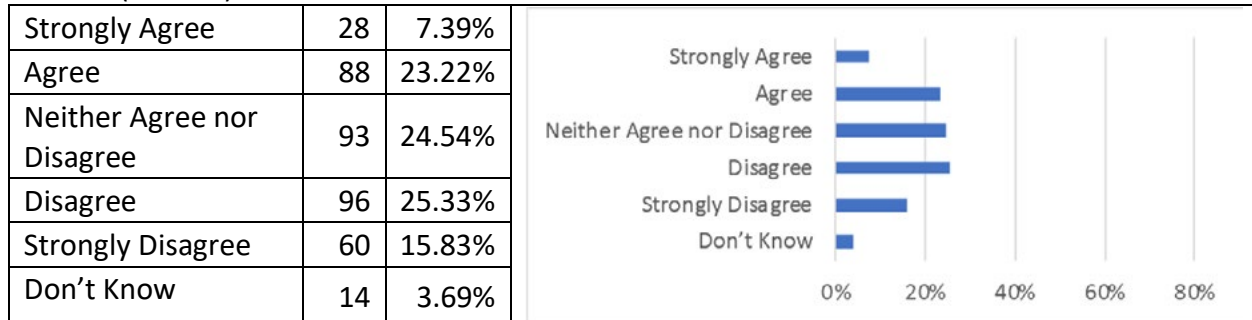 Strongly Agree 28 7.39%
Agree 88 23.22%
Neither Agree nor
Disagree 93 24.54%
Disagree 96 25.33%
Strongly Disagree 60 15.83%
Don't Know 14 3.69%
Strongly Agree
Agree
Neither Agree nor Disagree
Disagree
Strongly Disagree
Don't Know
0% 20% 40% 60% 80%